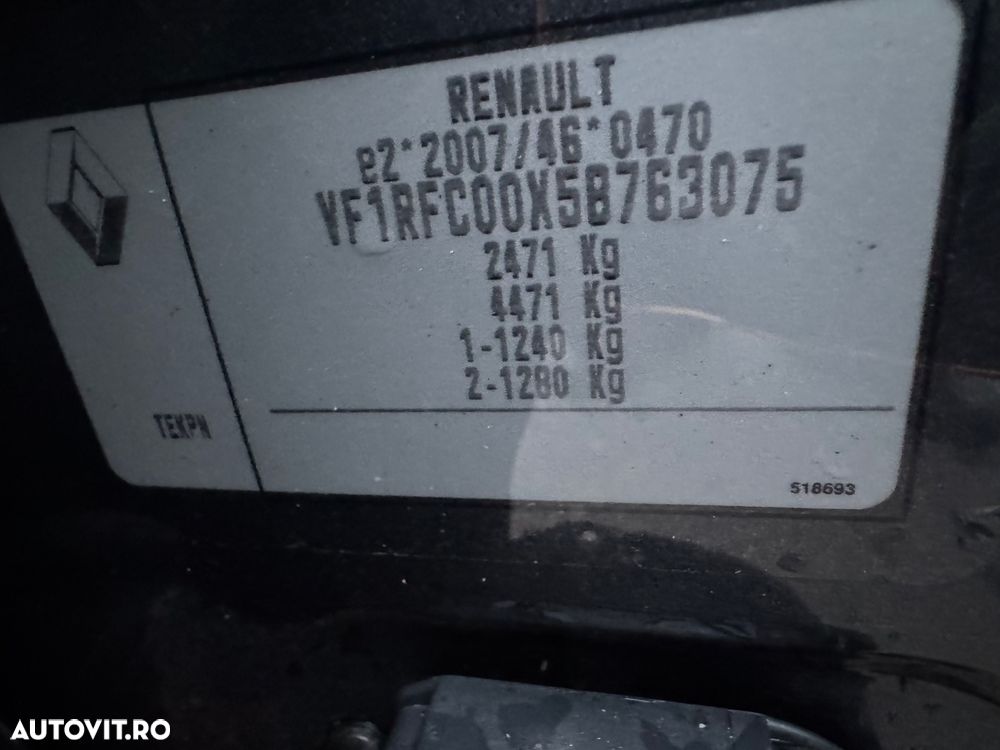 RENAULT
e2*2007/46*0470
VF1RFC00X58763075
2471 Kg
4471 Kg
1-1240 Kg
2-1280 Kg
TEKPN
518693
AUTOVIT.RO